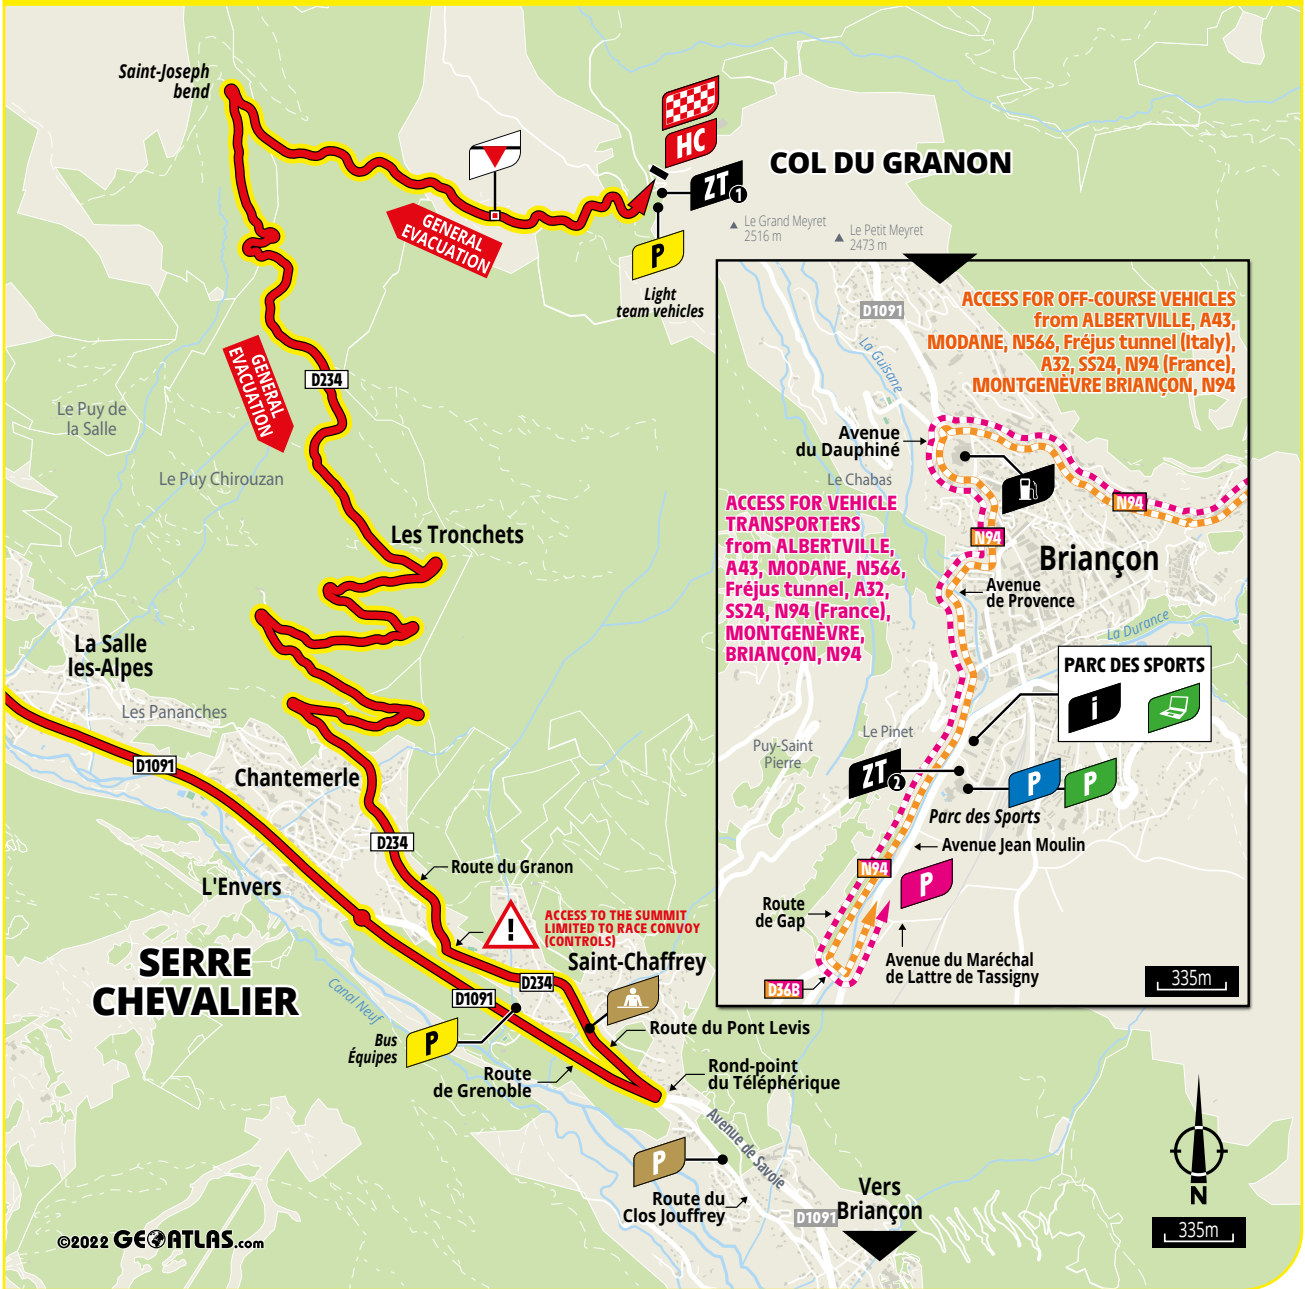 Saint-Joseph
bend
HC
COL DU GRANON
ZT
1
GENERAL
EVACUATION
P
Light
team vehicles
Le Grand Meyret
2516 m
Le Petit Meyret
2473 m
GENERAL
EVACUATION
D234
Le Puy de
la Salle
Le Puy Chirouzan
Les Tronchets
La Salle
les-Alpes
Les Pananches
D1091
Chantemerle
D234
Route du Granon
L'Envers
!
ACCESS TO THE SUMMIT
LIMITED TO RACE CONVOY
(CONTROLS)
Saint-Chaffrey
SERRE
CHEVALIER
D234
D1091
Canal Neuf
Bus
Équipes
P
Route du Pont Levis
Route
de Grenoble
Rond-point
du Téléphérique
Avenue de Savoie
P
Route du
Clos Jouffrey
D1091
Vers
Briançon
N
335m
©2022 GEOATLAS.com
D1091
La Guisane
ACCESS FOR OFF-COURSE VEHICLES
from ALBERTVILLE, A43,
MODANE, N566, Fréjus tunnel (Italy),
A32, SS24, N94 (France),
MONTGENÈVRE BRIANÇON, N94
Avenue
du Dauphiné
Le Chabas
N94
ACCESS FOR VEHICLE
TRANSPORTERS
from ALBERTVILLE,
A43, MODANE, N566,
Fréjus tunnel, A32,
SS24, N94 (France),
MONTGENÈVRE,
BRIANÇON, N94
N94
Briançon
Avenue
de Provence
La Durance
PARC DES SPORTS
i
Le Pinet
Puy-Saint
Pierre
ZT
2
P
P
Parc des Sports
Avenue Jean Moulin
N94
P
Route
de Gap
Avenue du Maréchal
de Lattre de Tassigny
D36B
335m